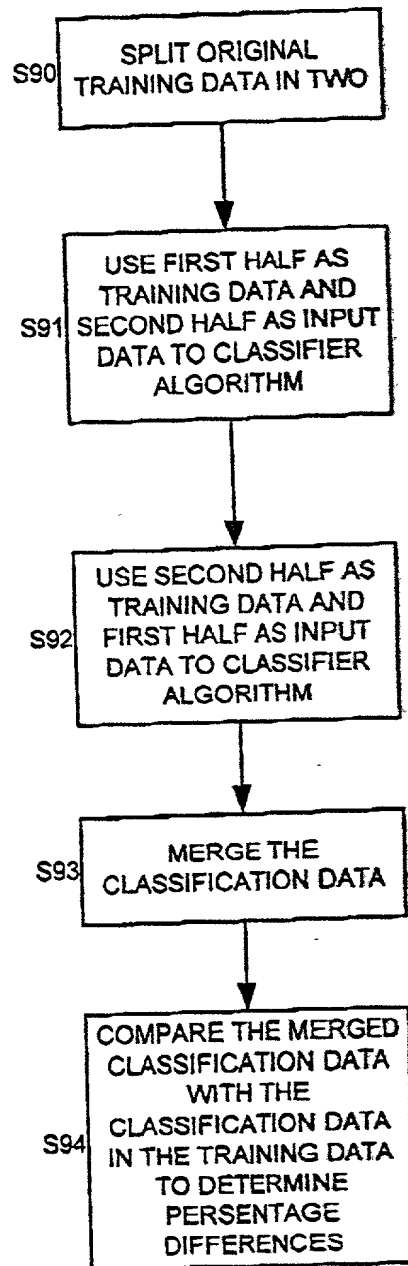 SPLIT ORIGINAL
S90
TRAINING DATA IN TWO
USE FIRST HALF AS
TRAINING DATA AND
S91
SECOND HALF AS INPUT
DATA TO CLASSIFIER
ALGORITHM
USE SECOND HALF AS
TRAINING DATA AND
S92
FIRST HALF AS INPUT
DATA TO CLASSIFIER
ALGORITHM
MERGE THE
S93
CLASSIFICATION DATA
COMPARE THE MERGED
CLASSIFICATION DATA
WITH THE
CLASSIFICATION DATA
S94
IN THE TRAINING DATA
TO DETERMINE
PERSENTAGE
DIFFERENCES